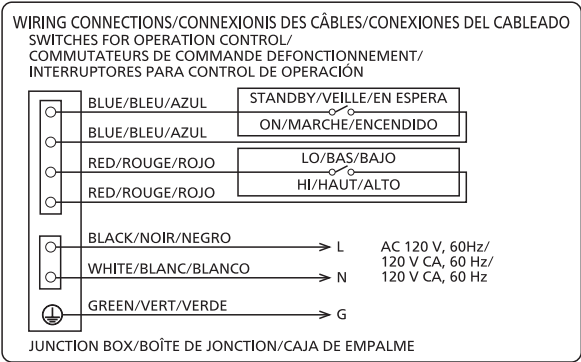 WIRING CONNECTIONS/CONNEXIONIS DES CÂBLES/CONEXIONES DEL CABLEADO
SWITCHES FOR OPERATION CONTROL/
COMMUTATEURS DE COMMANDE DEFONCTIONNEMENT/
INTERRUPTORES PARA CONTROL DE OPERACIÓN
BLUE/BLEU/AZUL
STANDBY/VEILLE/EN ESPERA
ON/MARCHE/ENCENDIDO
BLUE/BLEU/AZUL
RED/ROUGE/ROJO
LO/BAS/BAJO
HI/HAUT/ALTO
RED/ROUGE/ROJO
BLACK/NOIR/NEGRO
L
WHITE/BLANC/BLANCO
N
AC 120 V, 60Hz/
120 V CA, 60 Hz/
120 V CA, 60 Hz
GREEN/VERT/VERDE
G
JUNCTION BOX/BOÎTE DE JONCTION/CAJA DE EMPALME